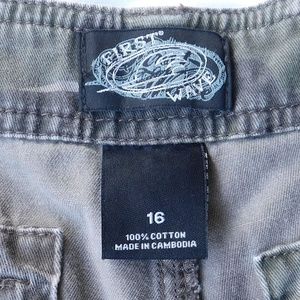 FIRST®
WAVE
16
100% COTTON
MADE IN CAMBODIA